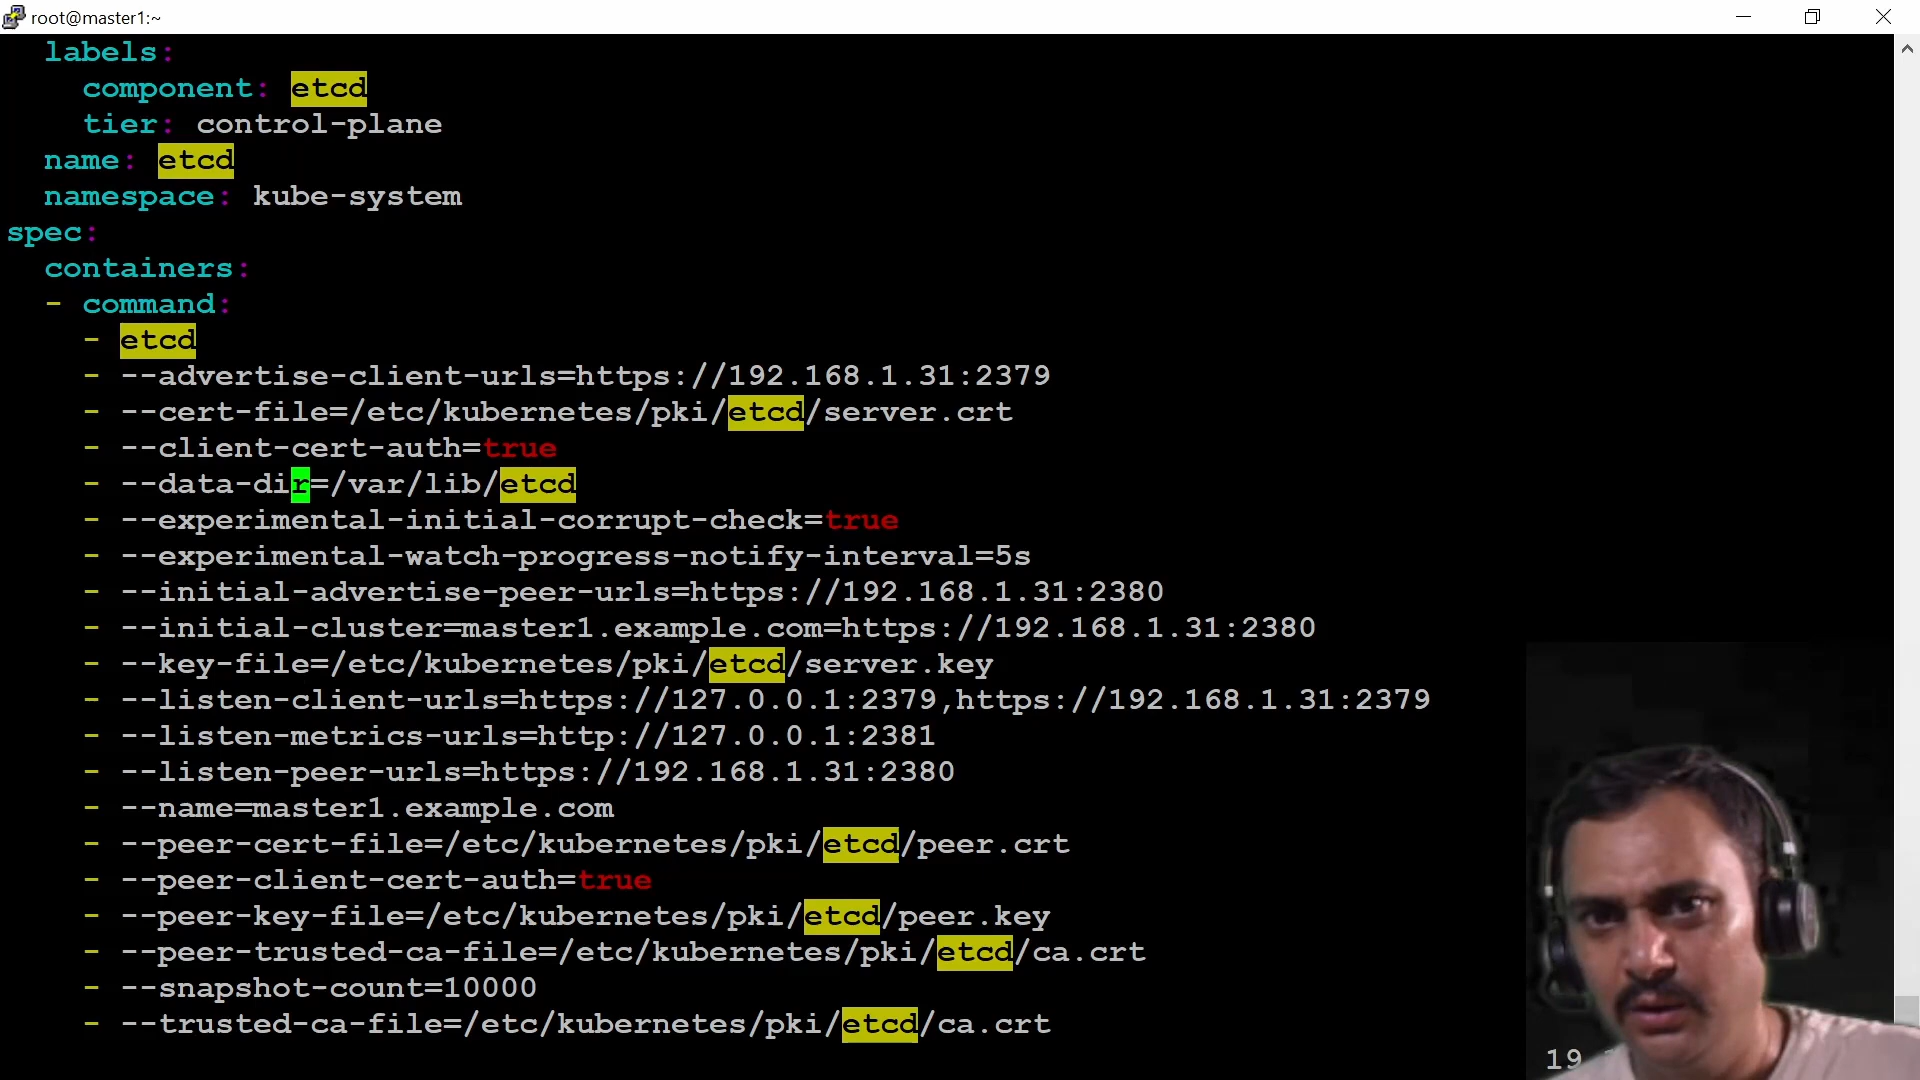 root@master1:~
labels:
component: etcd
tier: control-plane
name: etcd
namespace: kube-system
spec:
containers:
- command:
- etcd
- --advertise-client-urls=https://192.168.1.31:2379
- --cert-file=/etc/kubernetes/pki/etcd/server.crt
- --client-cert-auth=true
- --data-dir=/var/lib/etcd
- --experimental-initial-corrupt-check=true
- --experimental-watch-progress-notify-interval=5s
- --initial-advertise-peer-urls=https://192.168.1.31:2380
- --initial-cluster=master1.example.com=https://192.168.1.31:2380
- --key-file=/etc/kubernetes/pki/etcd/server.key
- --listen-client-urls=https://127.0.0.1:2379,https://192.168.1.31:2379
- --listen-metrics-urls=http://127.0.0.1:2381
- --listen-peer-urls=https://192.168.1.31:2380
- --name=master1.example.com
- --peer-cert-file=/etc/kubernetes/pki/etcd/peer.crt
- --peer-client-cert-auth=true
- --peer-key-file=/etc/kubernetes/pki/etcd/peer.key
- --peer-trusted-ca-file=/etc/kubernetes/pki/etcd/ca.crt
- --snapshot-count=10000
- --trusted-ca-file=/etc/kubernetes/pki/etcd/ca.crt